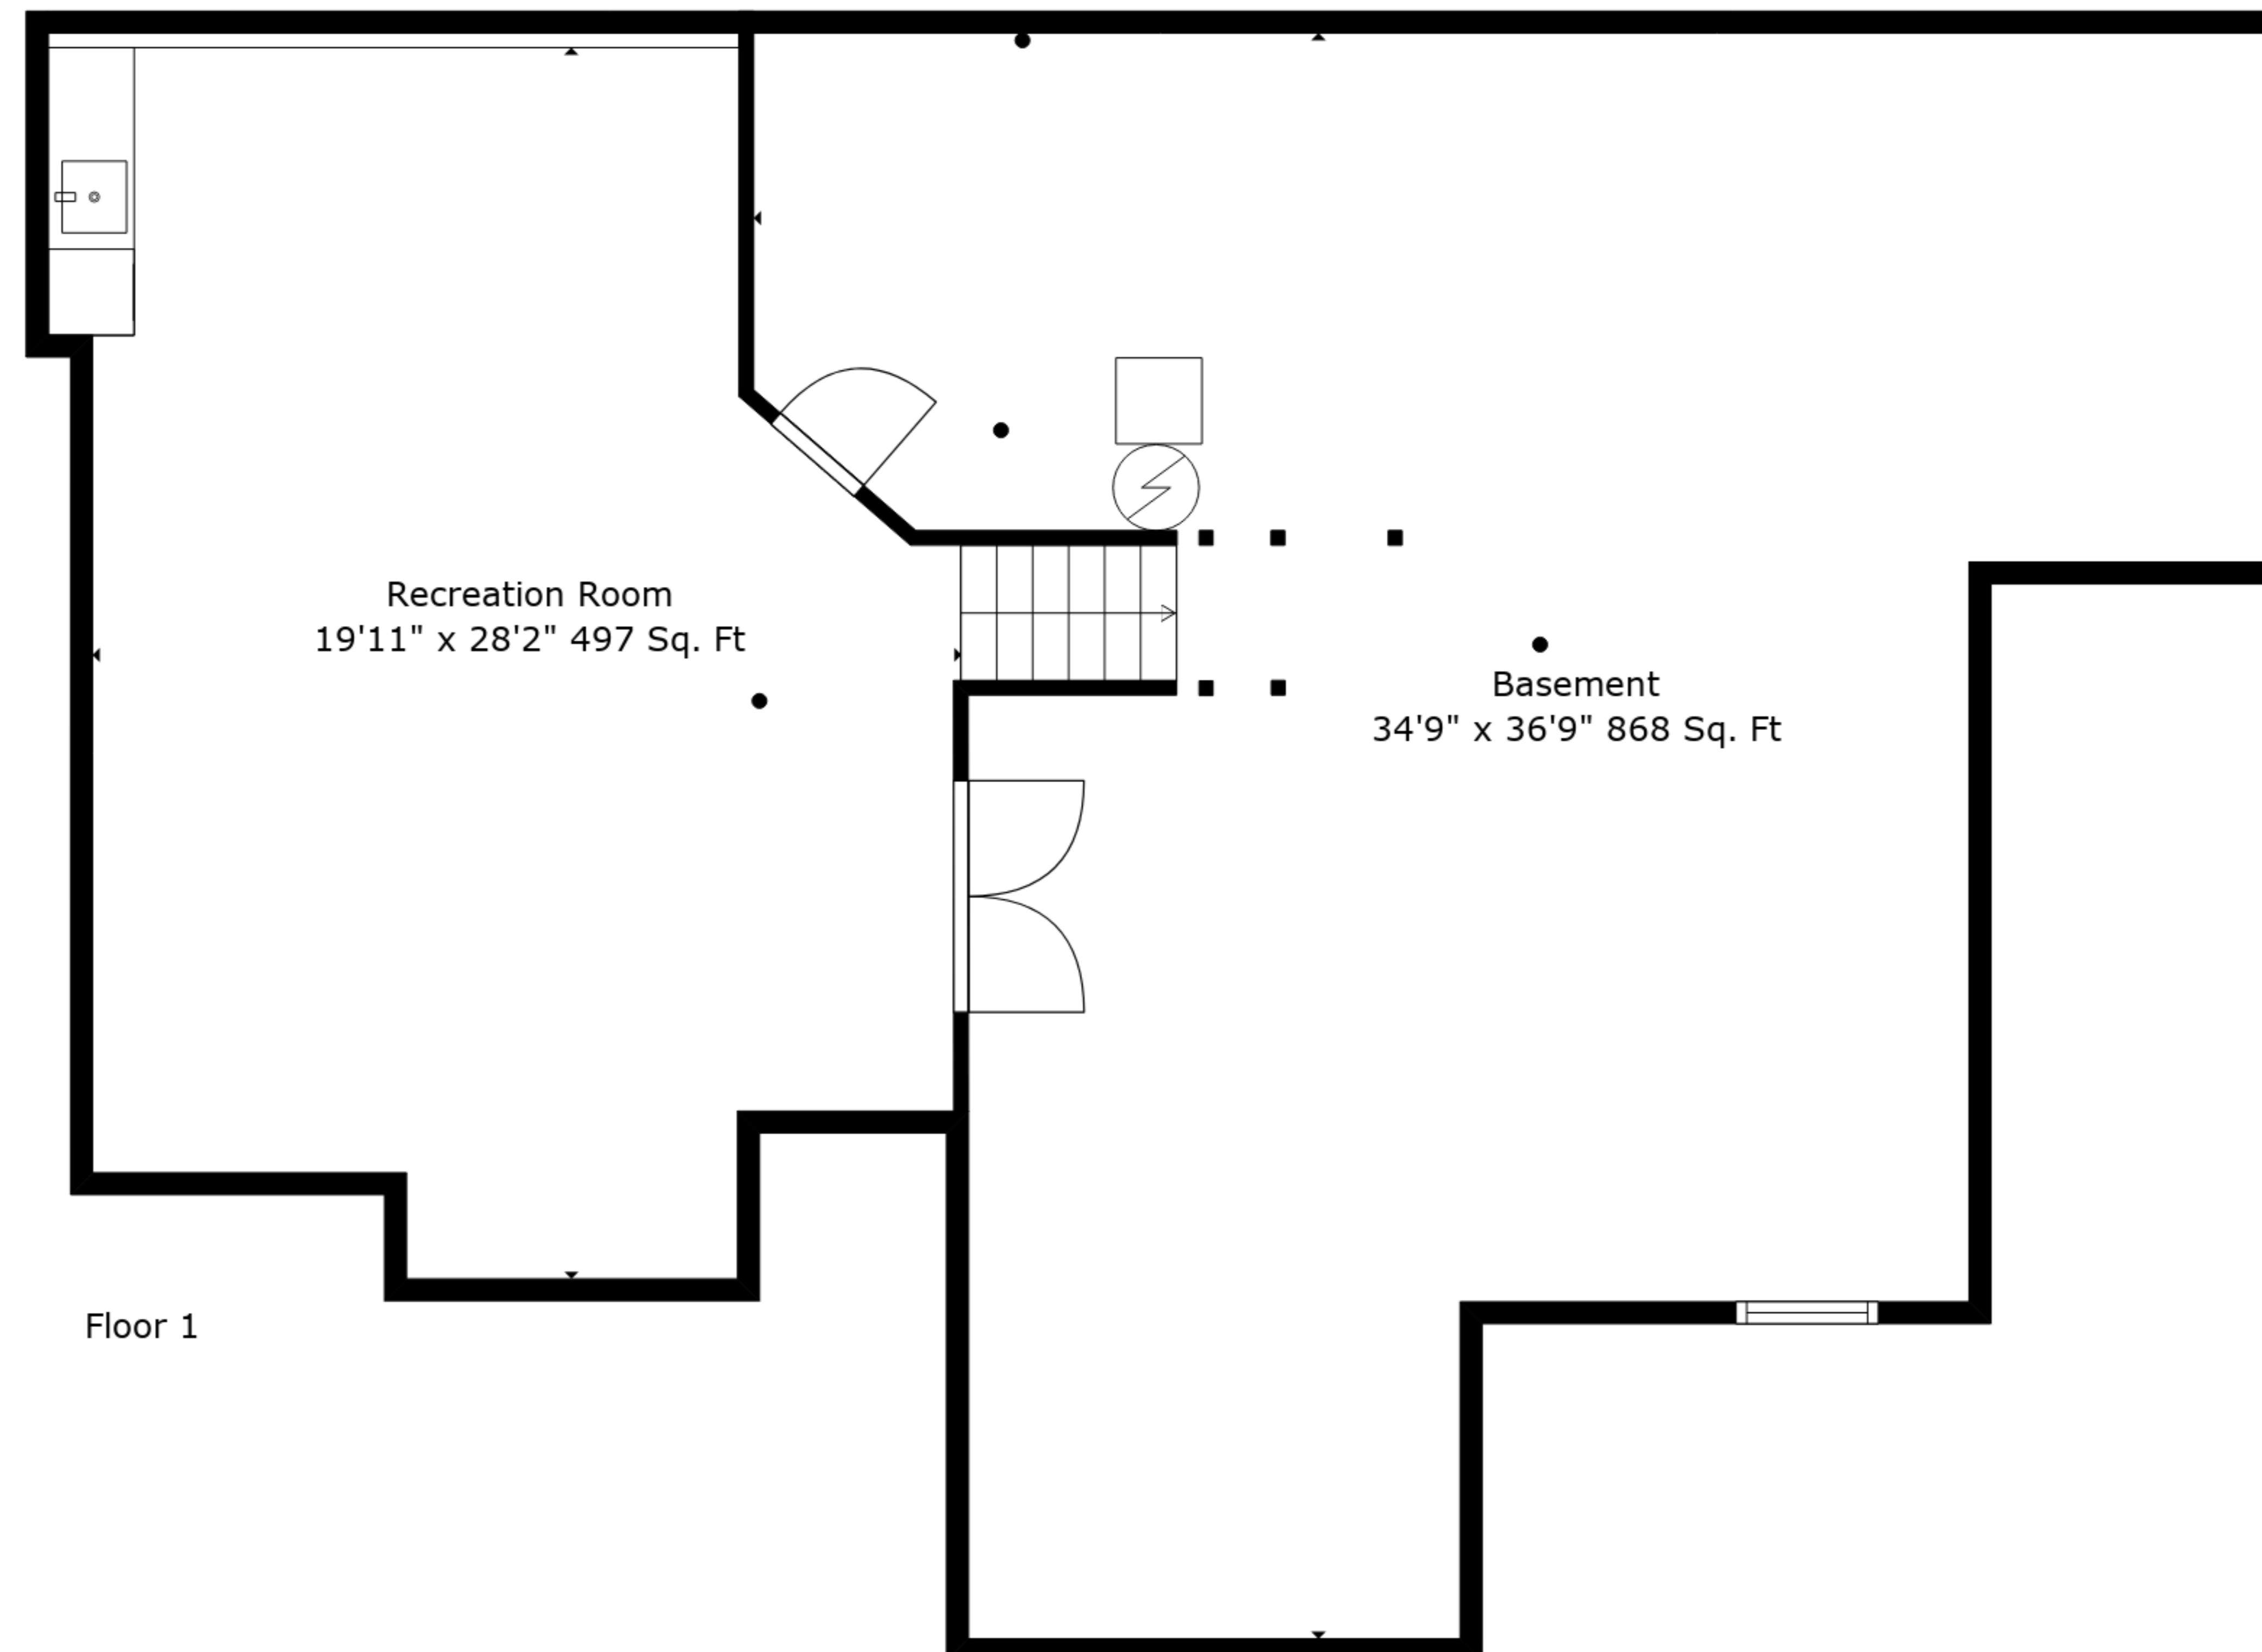 Recreation Room
19'11" x 28'2" 497 Sq. Ft
Basement
34'9" x 36'9" 868 Sq. Ft
Floor 1